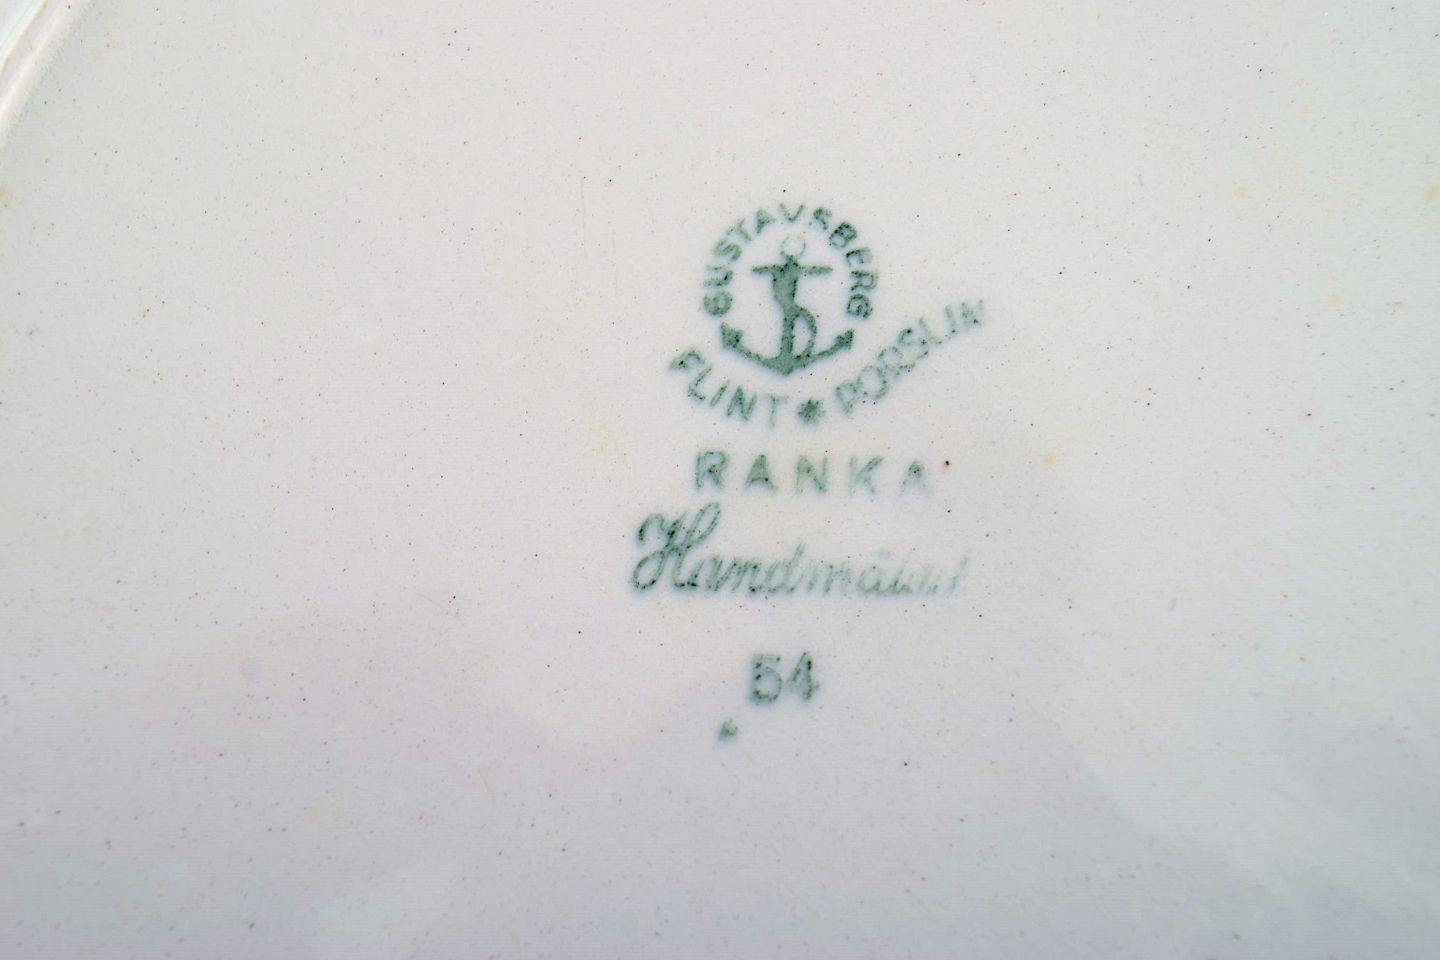 GUSTAVSBERG
FLINT * PORSLIN
RANKA
Handmålad
54